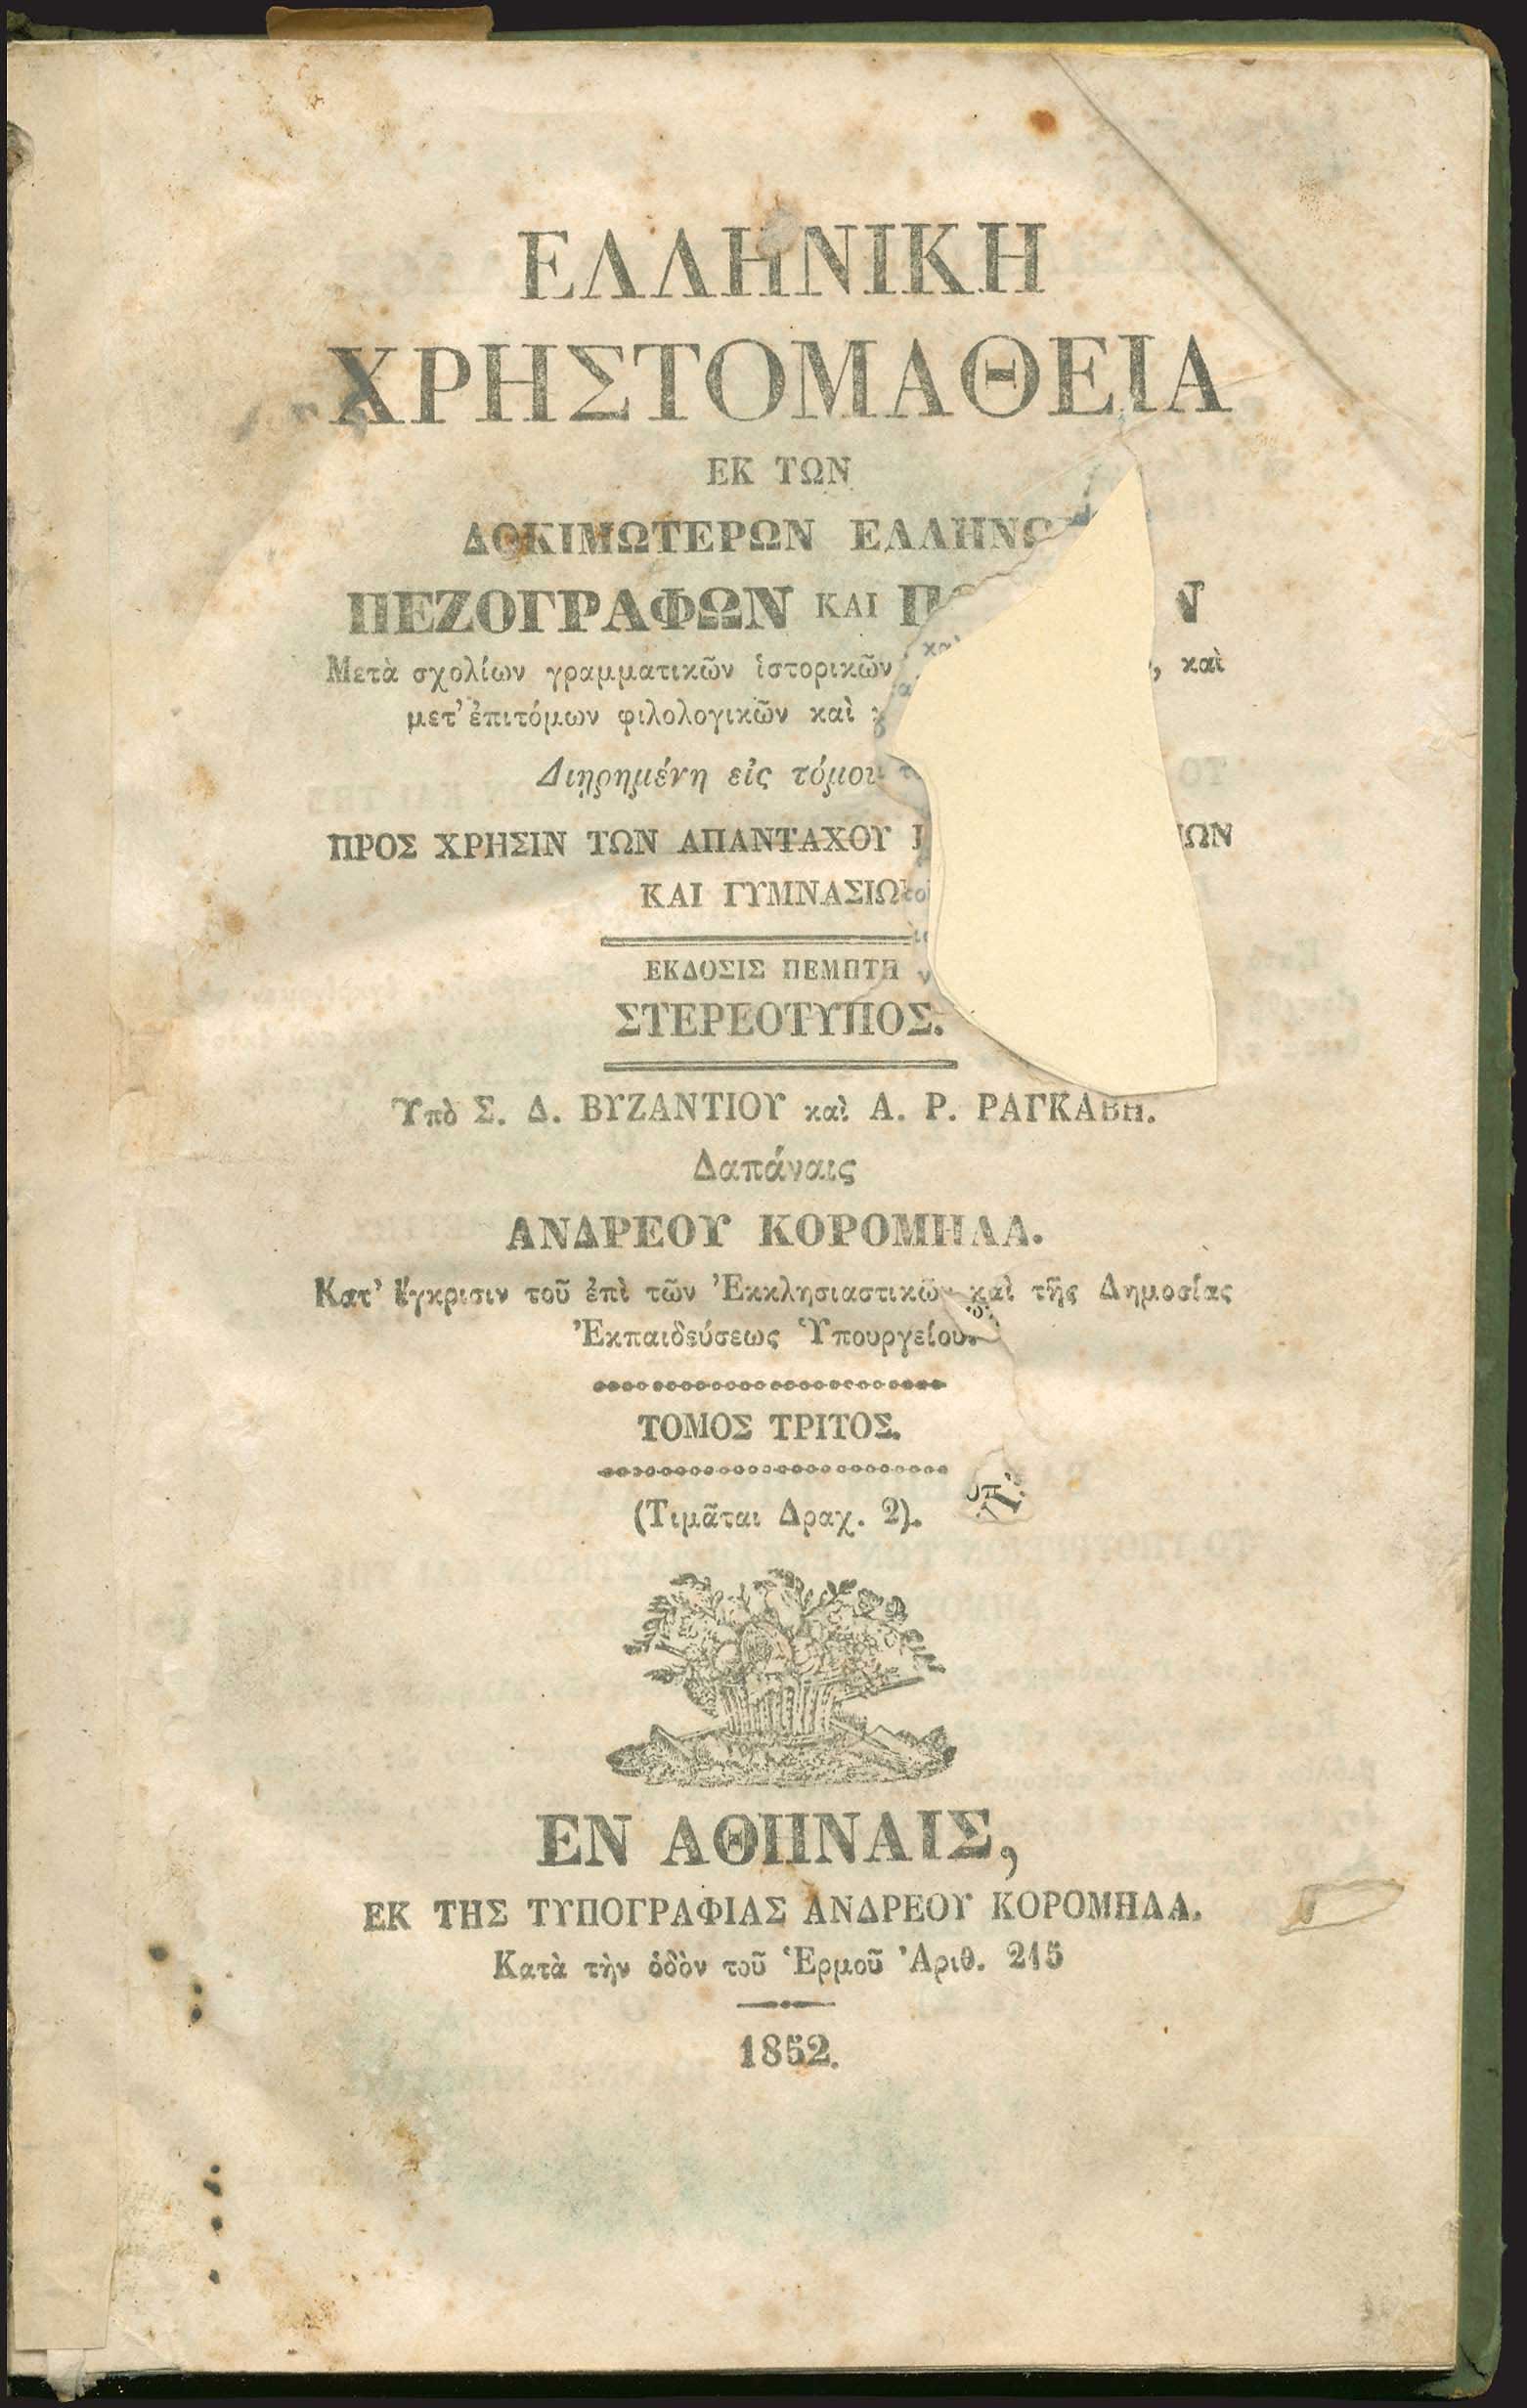 ΕΛΛΗΝΙΚΗ
ΧΡΗΣΤΟΜΑΘΕΙΑ
ΕΚ ΤΩΝ
ΔΟΚΙΜΩΤΕΡΩΝ
ΠΕΖΟΓΡΑΦΩΝ ΚΑΙ
Μετὰ σχολίων γραμματικῶν ἱστορικῶν καὶ
μετ' ἐπιτόμων φιλολογικῶν καὶ
Διῃρημένη εἰς
ΠΡΟΣ ΧΡΗΣΙΝ ΤΩΝ ΑΠΑΝΤΑΧΟΥ
ΚΑΙ
ΕΚΔΟΣΙΣ ΠΕΜΠΤΗ
ΣΤΕΡΕΟΤΥΠΟΣ.
Ὑπὸ Σ. Δ. ΒΥΖΑΝΤΙΟΥ καὶ Α. Ρ. ΡΑΓΚΑΒΗ.
Δαπάναις
ΑΝΔΡΕΟΥ ΚΟΡΟΜΗΛΑ.
Κατ' ἔγκρισιν τοῦ ἐπὶ τῶν Ἐκκλησιαστικῶν καὶ τῆς Δημοσίας
Ἐκπαιδεύσεως Ὑπουργείου.
ΤΟΜΟΣ ΤΡΙΤΟΣ.
(Τιμᾶται Δραχ. 2).
ΕΝ ΑΘΗΝΑΙΣ,
ΕΚ ΤΗΣ ΤΥΠΟΓΡΑΦΙΑΣ ΑΝΔΡΕΟΥ ΚΟΡΟΜΗΛΑ.
Κατὰ τὴν ὁδὸν τοῦ Ἑρμοῦ Ἀριθ. 215
1852.